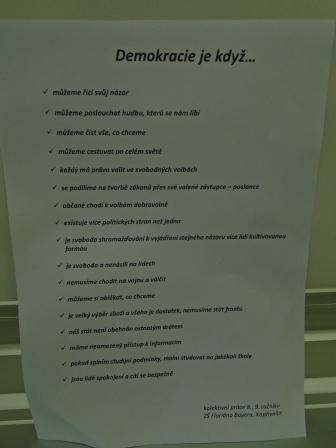 Demokracie je když...
✓ můžeme říci svůj názor
✓ můžeme poslouchat hudbu, která se nám líbí
✓ můžeme číst vše, co chceme
✓ můžeme cestovat po celém světě
✓ každý má právo volit ve svobodných volbách
✓ se podílíme na tvorbě zákonů přes své volené zástupce – poslance
✓ občané chodí k volbám dobrovolně
✓ existuje více politických stran než jedna
✓ je svoboda shromažďování k vyjádření stejného názoru více lidí kultivovanou
formou
✓ je svoboda a nenásilí na lidech
✓ nemusíme chodit na vojnu a válčit
✓ můžeme si oblékat, co chceme
✓ je velký výběr zboží a všeho je dostatek, nemusíme stát frontu
✓ náš stát není obehnán ostnatým drátem
✓ máme neomezený přístup k informacím
✓ pokud splním studijní podmínky, mohu studovat na jakékoli škole
✓ jsou lidé spokojení a cítí se bezpečně
kolektivní práce 8., 9. ročníku
ZŠ Floriána Bayera, Kopřivnice